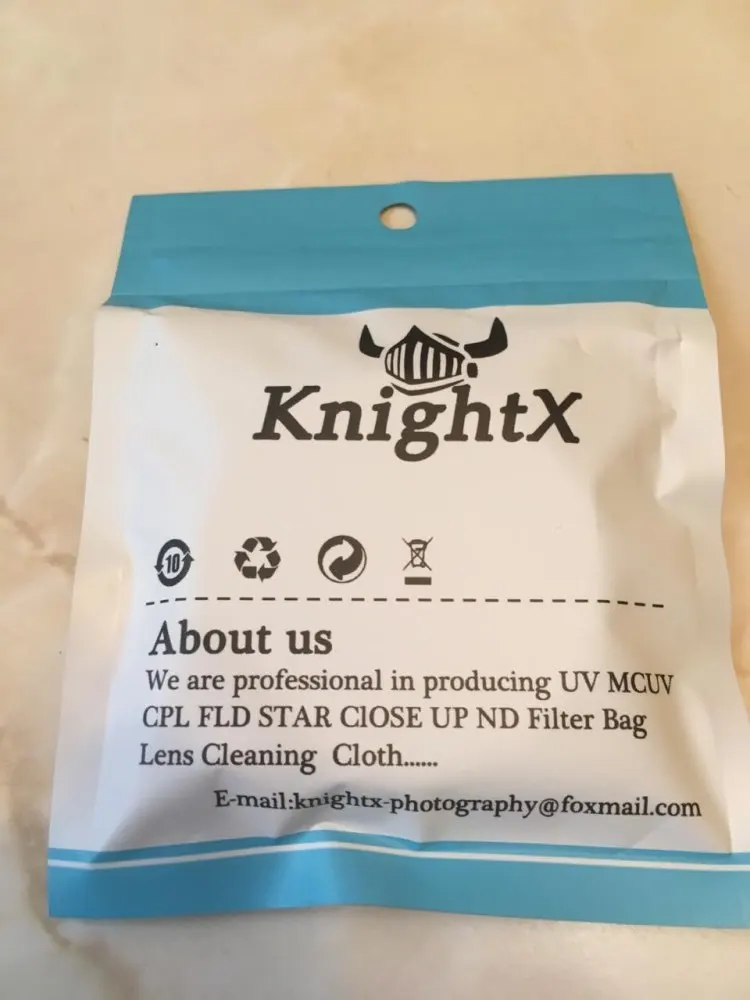 KnightX
10
About us
We are professional in producing UV MCUV
CPL FLD STAR ClOSE UP ND Filter Bag
Lens Cleaning Cloth......
E-mail:knightx-photography@foxmail.com